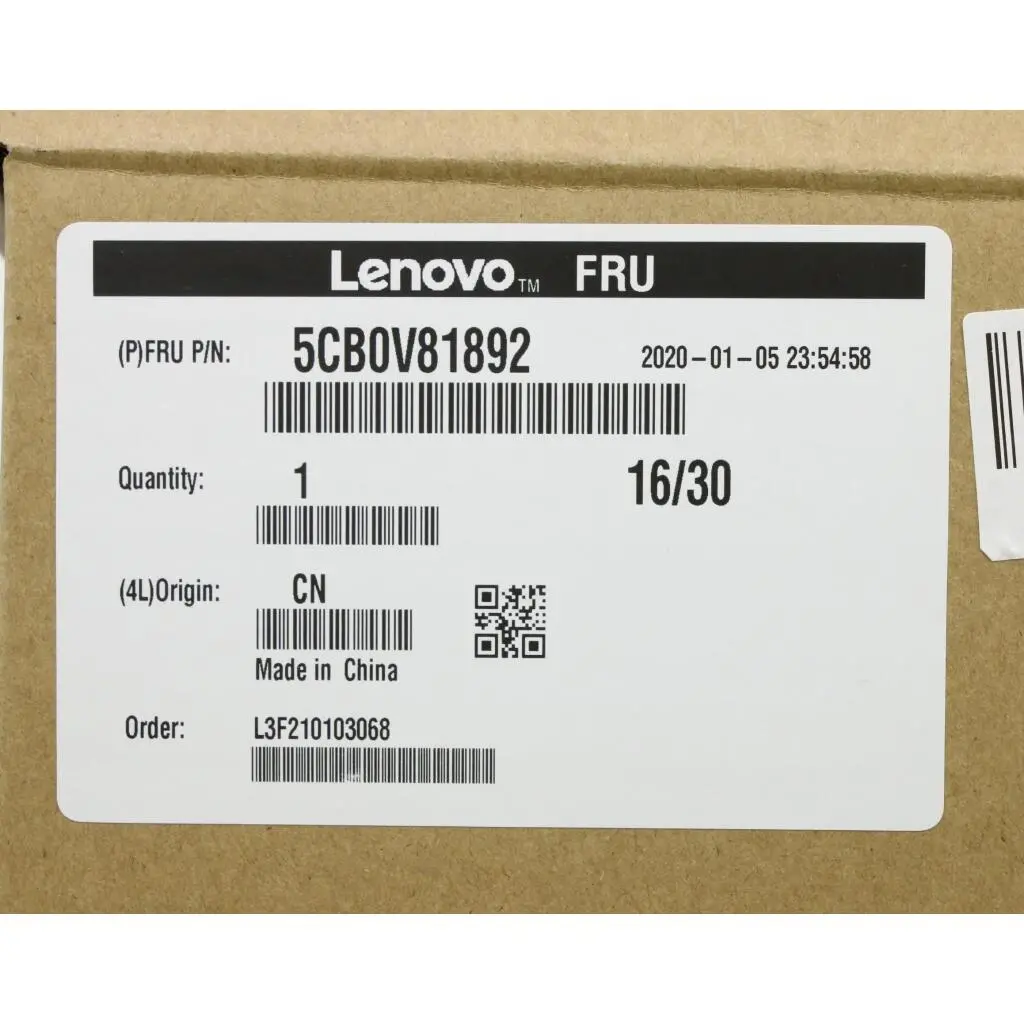 Lenovo™ FRU
(P)FRU P/N: 5CB0V81892 2020-01-05 23:54:58
Quantity: 1 16/30
(4L)Origin: CN
Made in China
Order: L3F210103068